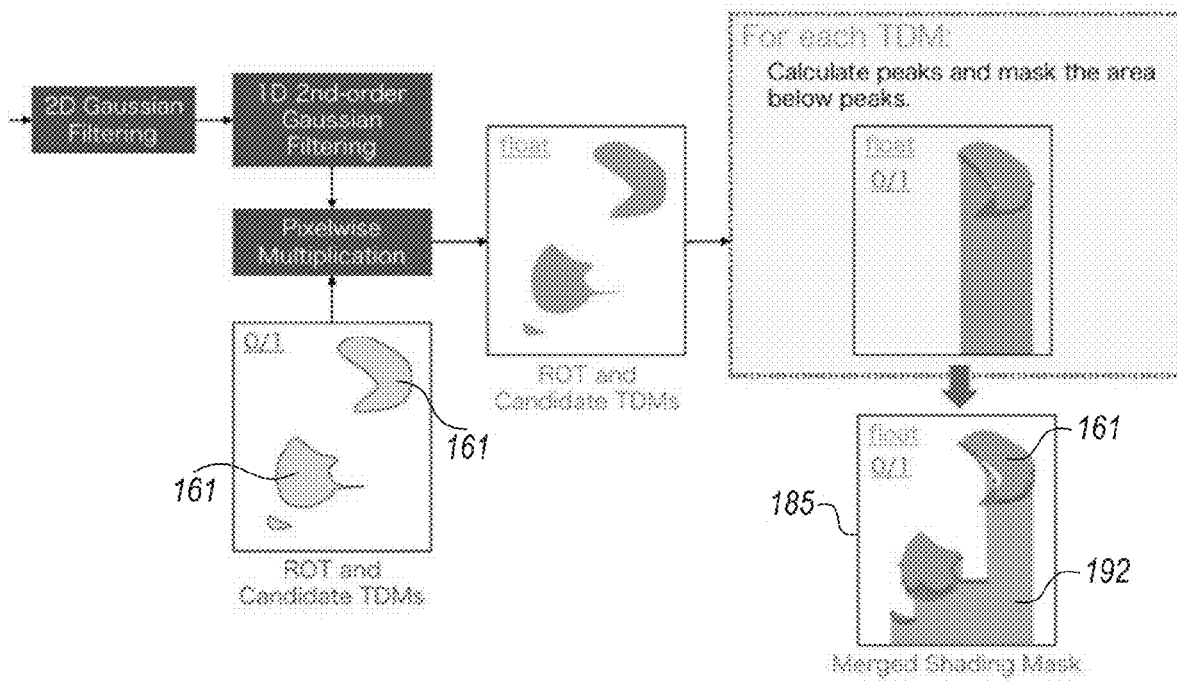 For each TDM:
Calculate peaks and mask the area
below peaks.
2D Gaussian
Filtering
1D 2nd-order
Gaussian
Filtering
Pixelwise
Multiplication
float
float
0/1
0/1
161
161
ROT and
Candidate TDMs
ROT and
Candidate TDMs
float
0/1
161
185
192
Merged Shading Mask